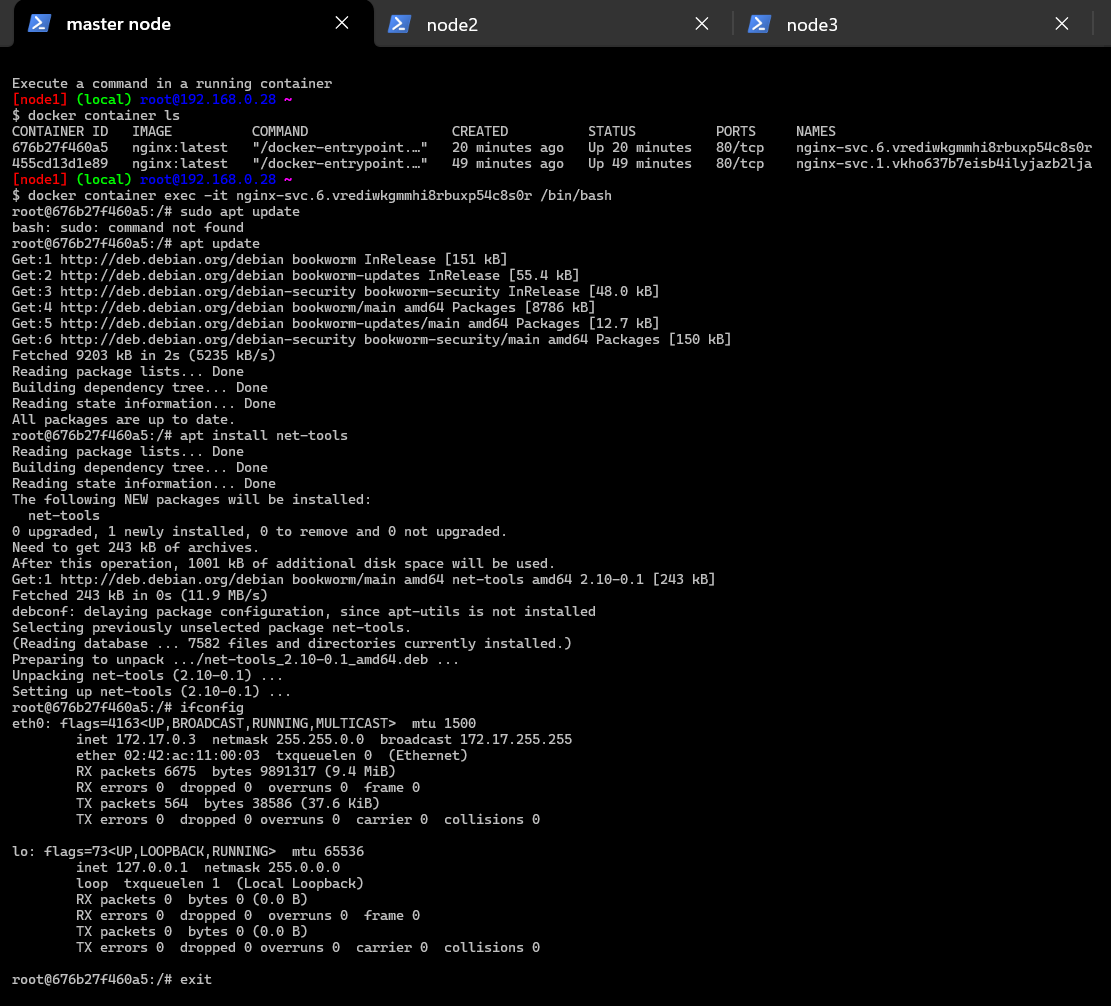 master node
node2
node3
Execute a command in a running container
[node1] (local) root@192.168.0.28 ~
$ docker container ls
CONTAINER ID   IMAGE          COMMAND                  CREATED          STATUS          PORTS     NAMES
676b27f460a5   nginx:latest   "/docker-entrypoint.…"   20 minutes ago   Up 20 minutes   80/tcp    nginx-svc.6.vrediwkgmmhi8rbuxp54c8s0r
455cd13d1e89   nginx:latest   "/docker-entrypoint.…"   49 minutes ago   Up 49 minutes   80/tcp    nginx-svc.1.vkho637b7eisb4ilyjazb2lja
[node1] (local) root@192.168.0.28 ~
$ docker container exec -it nginx-svc.6.vrediwkgmmhi8rbuxp54c8s0r /bin/bash
root@676b27f460a5:/# sudo apt update
bash: sudo: command not found
root@676b27f460a5:/# apt update
Get:1 http://deb.debian.org/debian bookworm InRelease [151 kB]
Get:2 http://deb.debian.org/debian bookworm-updates InRelease [55.4 kB]
Get:3 http://deb.debian.org/debian-security bookworm-security InRelease [48.0 kB]
Get:4 http://deb.debian.org/debian bookworm/main amd64 Packages [8786 kB]
Get:5 http://deb.debian.org/debian bookworm-updates/main amd64 Packages [12.7 kB]
Get:6 http://deb.debian.org/debian-security bookworm-security/main amd64 Packages [150 kB]
Fetched 9203 kB in 2s (5235 kB/s)
Reading package lists... Done
Building dependency tree... Done
Reading state information... Done
All packages are up to date.
root@676b27f460a5:/# apt install net-tools
Reading package lists... Done
Building dependency tree... Done
Reading state information... Done
The following NEW packages will be installed:
  net-tools
0 upgraded, 1 newly installed, 0 to remove and 0 not upgraded.
Need to get 243 kB of archives.
After this operation, 1001 kB of additional disk space will be used.
Get:1 http://deb.debian.org/debian bookworm/main amd64 net-tools amd64 2.10-0.1 [243 kB]
Fetched 243 kB in 0s (11.9 MB/s)
debconf: delaying package configuration, since apt-utils is not installed
Selecting previously unselected package net-tools.
(Reading database ... 7582 files and directories currently installed.)
Preparing to unpack .../net-tools_2.10-0.1_amd64.deb ...
Unpacking net-tools (2.10-0.1) ...
Setting up net-tools (2.10-0.1) ...
root@676b27f460a5:/# ifconfig
eth0: flags=4163<UP,BROADCAST,RUNNING,MULTICAST>  mtu 1500
        inet 172.17.0.3  netmask 255.255.0.0  broadcast 172.17.255.255
        ether 02:42:ac:11:00:03  txqueuelen 0  (Ethernet)
        RX packets 6675  bytes 9891317 (9.4 MiB)
        RX errors 0  dropped 0  overruns 0  frame 0
        TX packets 564  bytes 38586 (37.6 KiB)
        TX errors 0  dropped 0 overruns 0  carrier 0  collisions 0
lo: flags=73<UP,LOOPBACK,RUNNING>  mtu 65536
        inet 127.0.0.1  netmask 255.0.0.0
        loop  txqueuelen 1  (Local Loopback)
        RX packets 0  bytes 0 (0.0 B)
        RX errors 0  dropped 0  overruns 0  frame 0
        TX packets 0  bytes 0 (0.0 B)
        TX errors 0  dropped 0 overruns 0  carrier 0  collisions 0
root@676b27f460a5:/# exit